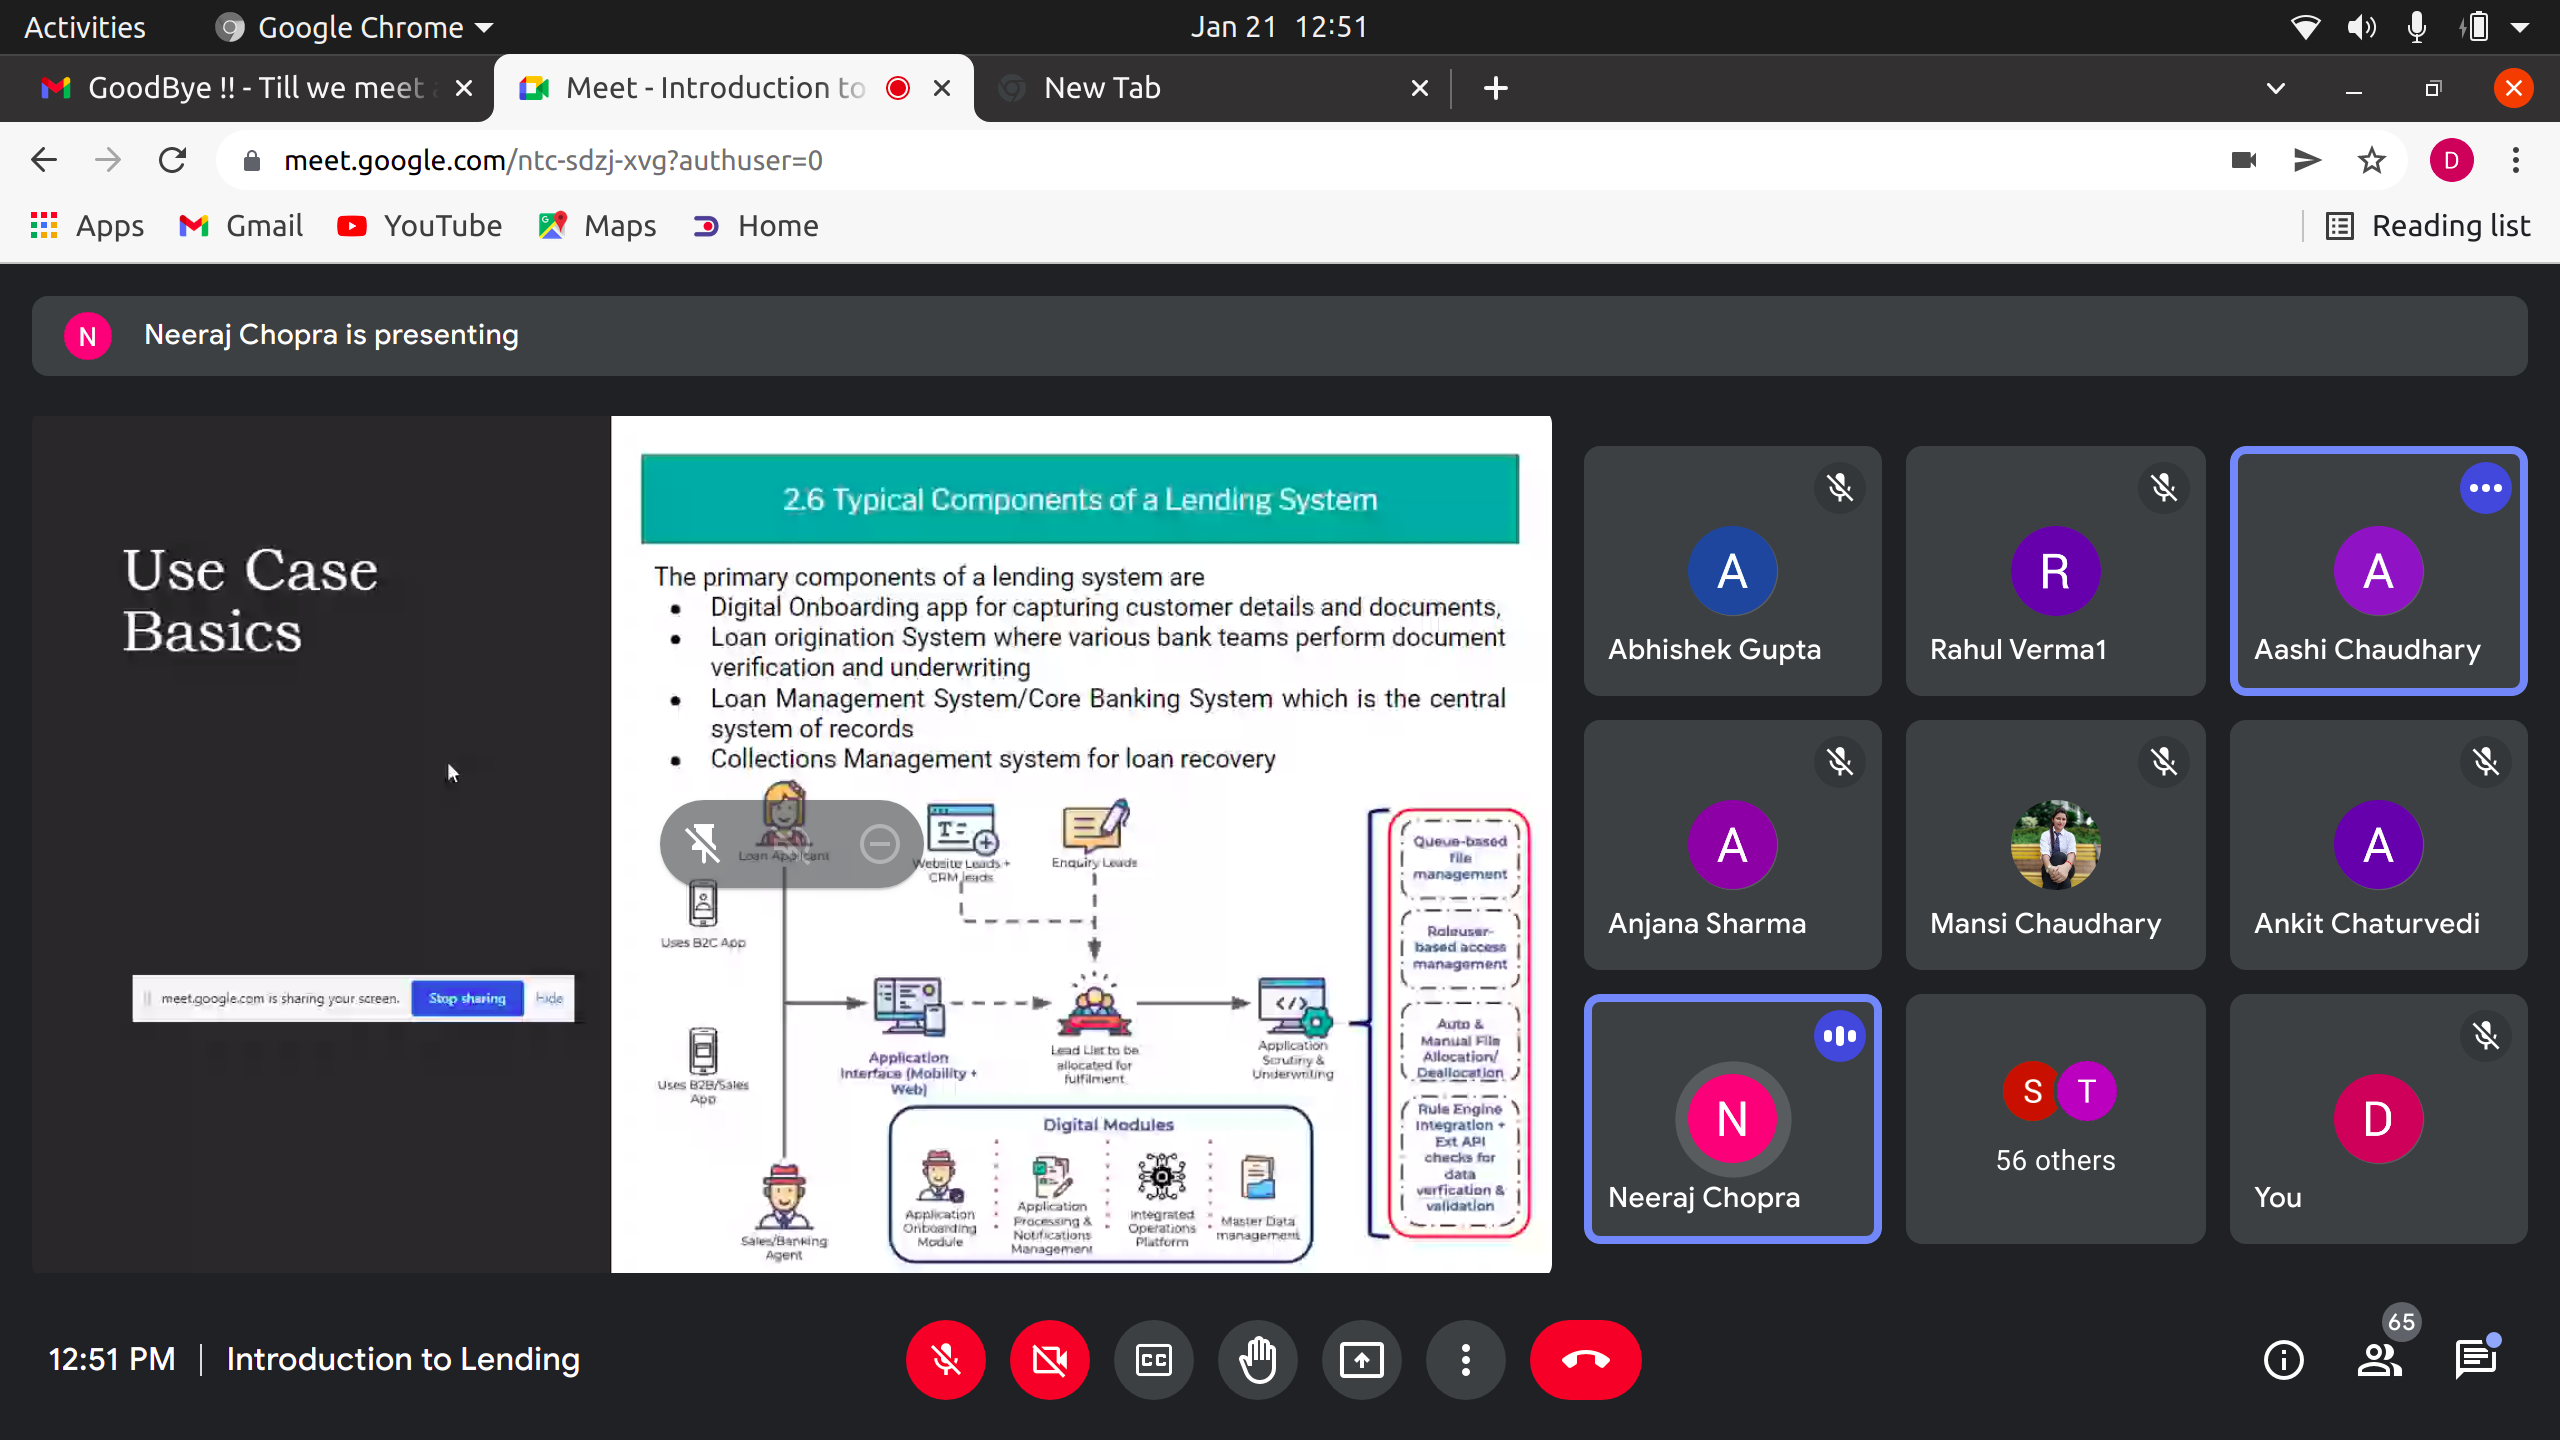 Activities
Google Chrome
Jan 21 12:51
GoodBye !! - Till we meet
Meet - Introduction to
New Tab
meet.google.com/ntc-sdzj-xvg?authuser=0
D
Apps
Gmail
YouTube
Maps
Home
Reading list
N
Neeraj Chopra is presenting
Use Case
Basics
meet.google.com is sharing your screen.
Stop sharing
Hide
2.6 Typical Components of a Lending System
The primary components of a lending system are
Digital Onboarding app for capturing customer details and documents,
Loan origination System where various bank teams perform document
verification and underwriting
Loan Management System/Core Banking System which is the central
system of records
Collections Management system for loan recovery
Loan Applicant
Website Leads +
CRM leads
Enquiry Leads
Uses B2C App
Uses B2B/Sales
App
Application
Interface (Mobility +
Web)
Lead List to be
allocated for
fulfilment
Application
Scrutiny &
Underwriting
Queue-based
file
management
Roleuser-
based access
management
Auto &
Manual File
Allocation/
Deallocation
Rule Engine
Integration +
Ext API
checks for
data
verfication &
validation
Digital Modules
Application
Onboarding
Module
Application
Processing &
Notifications
Management
Integrated
Operations
Platform
Master Data
management
Sales/Banking
Agent
A
Abhishek Gupta
R
Rahul Verma1
A
Aashi Chaudhary
A
Anjana Sharma
Mansi Chaudhary
A
Ankit Chaturvedi
N
Neeraj Chopra
S
T
56 others
D
You
12:51 PM
Introduction to Lending
CC
65